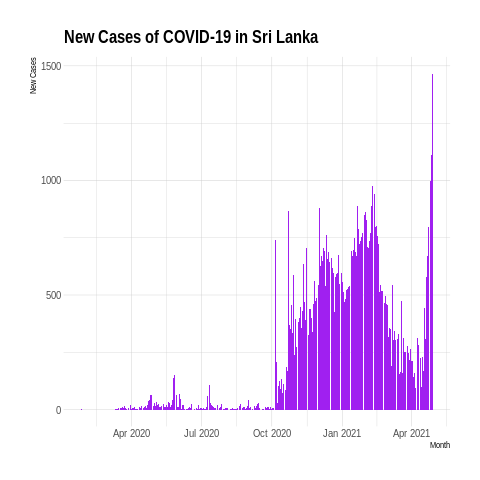 New Cases of COVID-19 in Sri Lanka
New Cases
1500
1000
500
0
Apr 2020 Jul 2020 Oct 2020 Jan 2021 Apr 2021
Month